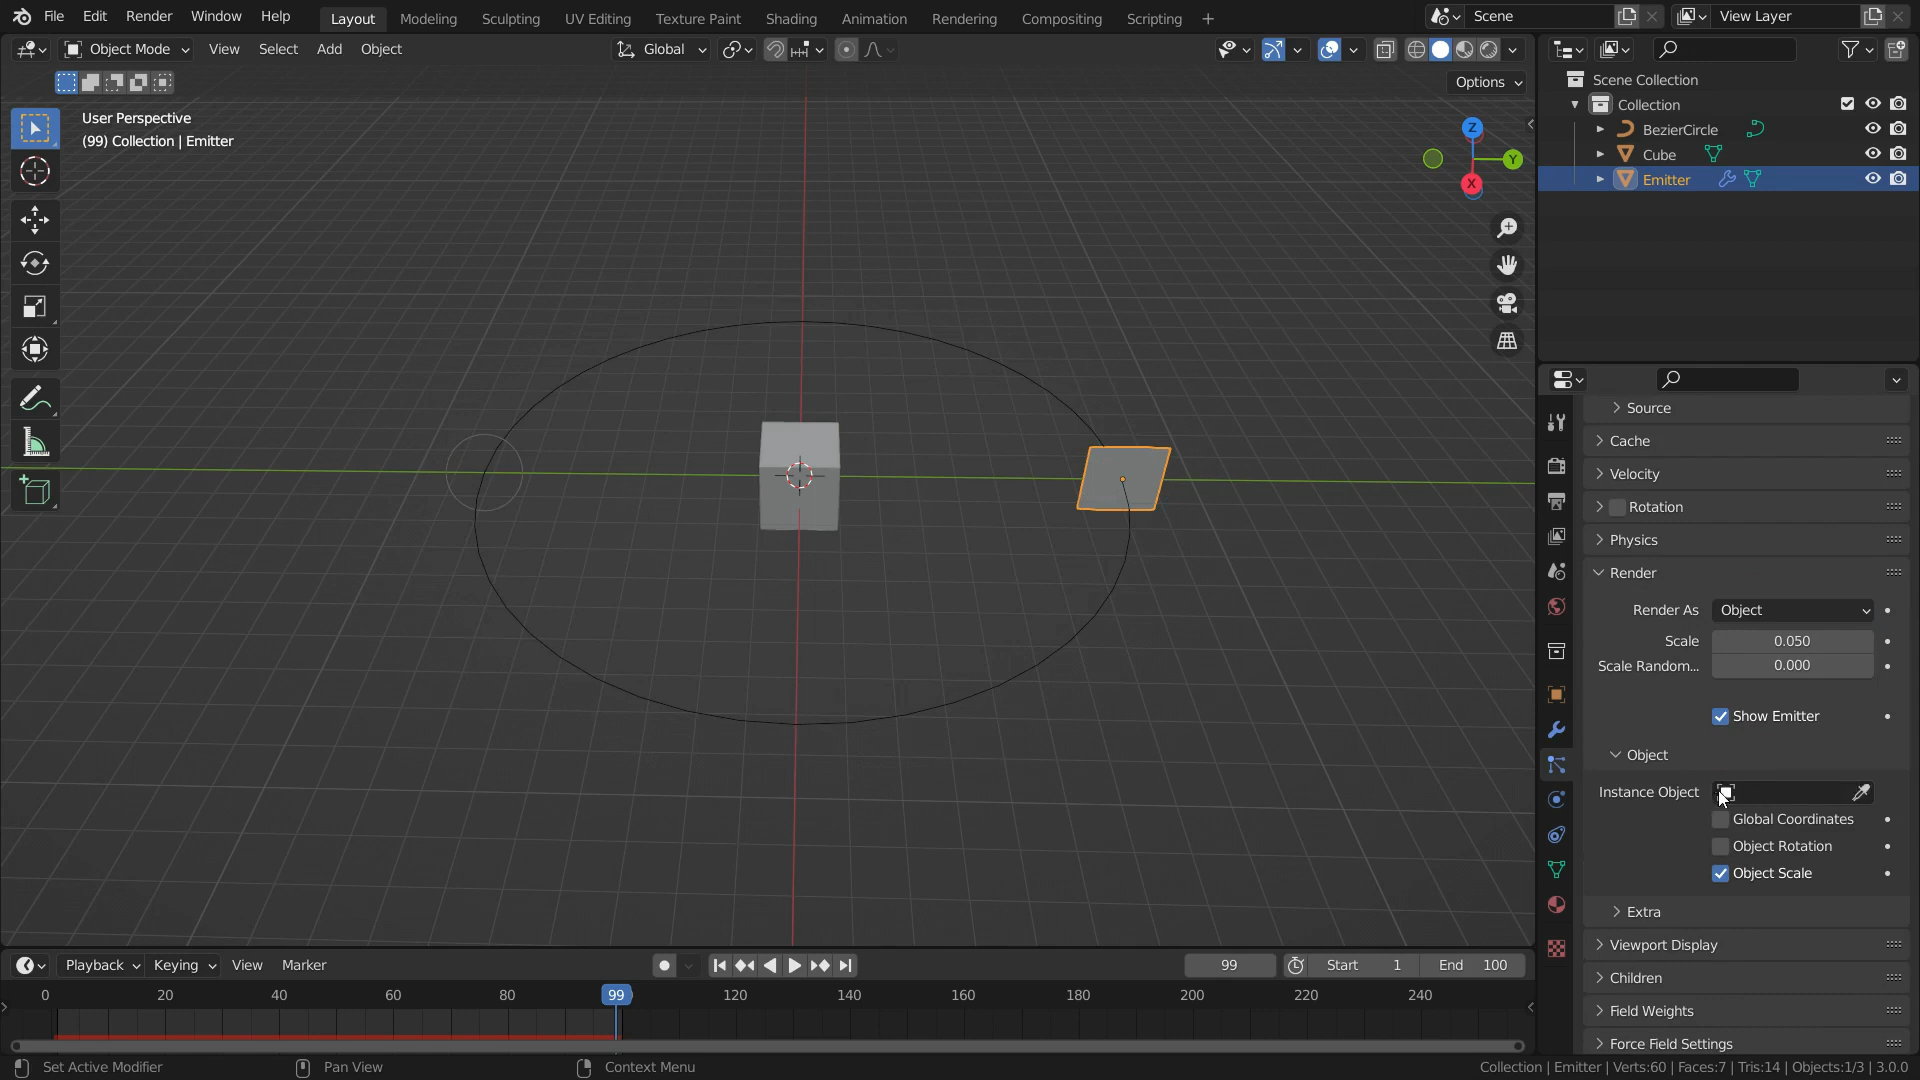 File Edit Render Window Help Layout Modeling Sculpting UV Editing Texture Paint Shading Animation Rendering Compositing Scripting + Scene View Layer
Object Mode View Select Add Object Global
Options
User Perspective
(99) Collection | Emitter
Z
Y
X
Scene Collection
Collection
BezierCircle
Cube
Emitter
Source
Cache
Velocity
Rotation
Physics
Render
Render As Object
Scale 0.050
Scale Random... 0.000
Show Emitter
Object
Instance Object
Global Coordinates
Object Rotation
Object Scale
Extra
Viewport Display
Children
Field Weights
Force Field Settings
Playback Keying View Marker 99 Start 1 End 100
0 20 40 60 80 99 120 140 160 180 200 220 240
Set Active Modifier Pan View Context Menu Collection | Emitter | Verts:60 | Faces:7 | Tris:14 | Objects:1/3 | 3.0.0